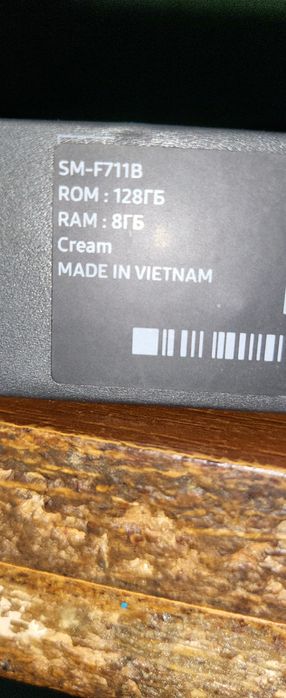 SM-F711B
ROM : 128ГБ
RAM : 8ГБ
Cream
MADE IN VIETNAM